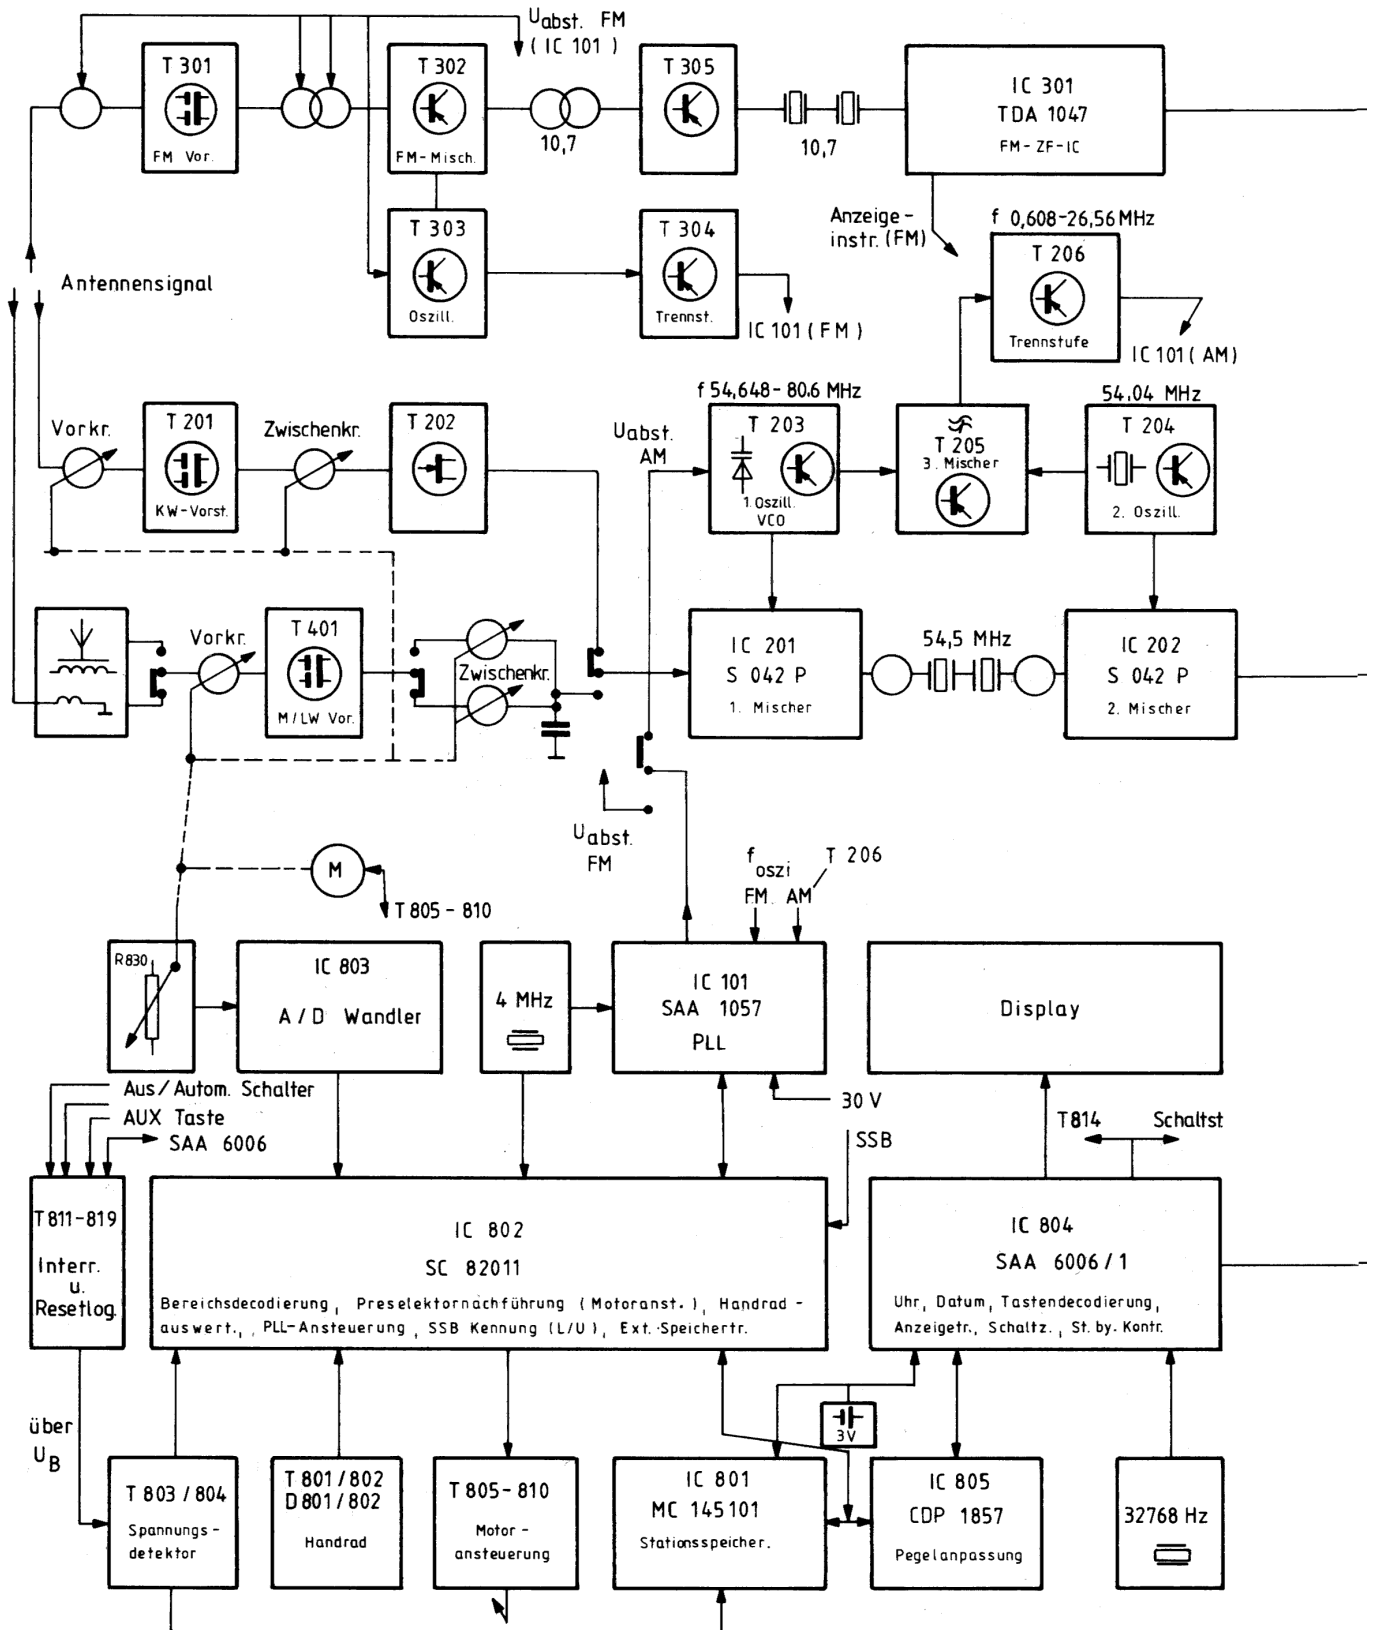 Uabst. FM
(IC 101)
T 301
FM Vor.
T 302
FM-Misch.
10,7
T 305
10,7
IC 301
TDA 1047
FM-ZF-IC
T 303
Oszill.
T 304
Trennst.
IC 101 (FM)
Anzeige-
instr. (FM)
f 0,608-26,56 MHz
T 206
Trennstufe
IC 101 (AM)
Antennensignal
Vorkr.
T 201
KW-Vorst.
Zwischenkr.
T 202
Uabst.
AM
f 54,648-80.6 MHz
T 203
1. Oszill.
VCO
T 205
3. Mischer
54.04 MHz
T 204
2. Oszill.
Vorkr.
T 401
M/LW Vor.
Zwischenkr.
IC 201
S 042 P
1. Mischer
54,5 MHz
IC 202
S 042 P
2. Mischer
Uabst.
FM
M
T 805-810
foszi
FM AM
T 206
R830
IC 803
A/D Wandler
4 MHz
IC 101
SAA 1057
PLL
Display
Aus/Autom. Schalter
AUX Taste
SAA 6006
30 V
SSB
T814
Schaltst
T 811-819
Interr.
u.
Resetlog.
IC 802
SC 82011
Bereichsdecodierung, Preselektornachführung (Motoranst.), Handrad-
auswert., PLL-Ansteuerung, SSB Kennung (L/U), Ext.-Speichertr.
IC 804
SAA 6006/1
Uhr, Datum, Tastendecodierung,
Anzeigetr., Schaltz., St. by. Kontr.
über
UB
3V
T 803/804
Spannungs-
detektor
T 801/802
D801/802
Handrad
T 805-810
Motor-
ansteuerung
IC 801
MC 145101
Stationsspeicher.
IC 805
CDP 1857
Pegelanpassung
32768 Hz